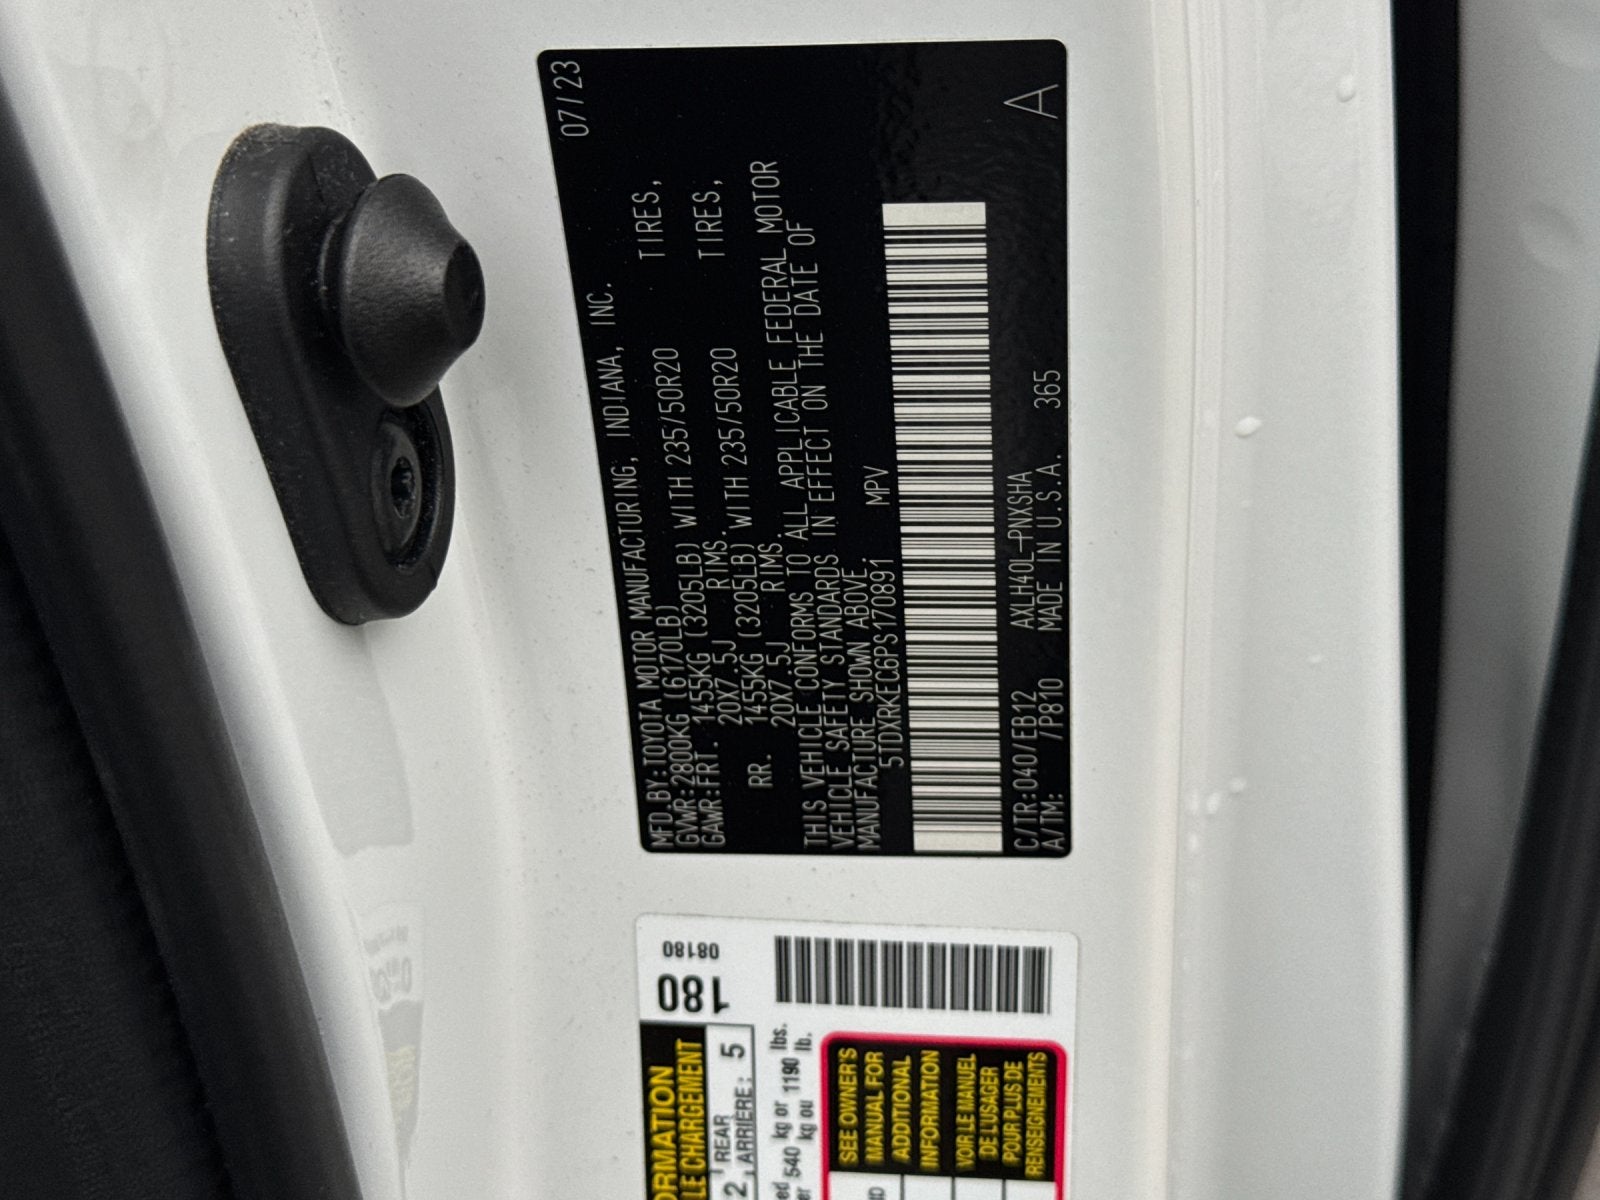 07/23
MFD.BY:TOYOTA MOTOR MANUFACTURING, INDIANA, INC.
GVWR:2800KG (6170LB)
GAWR:FRT. 1455KG (3205LB) WITH 235/50R20 TIRES,
20X7.5J RIMS.
RR. 1455KG (3205LB) WITH 235/50R20 TIRES,
20X7.5J RIMS.
THIS VEHICLE CONFORMS TO ALL APPLICABLE FEDERAL MOTOR
VEHICLE SAFETY STANDARDS IN EFFECT ON THE DATE OF
MANUFACTURE SHOWN ABOVE.
5TDXRKEC6PS170891 MPV
C/TR:040/EB12 AXLH40L-PNXSHA
A/TM: /P810 MADE IN U.S.A. 365
A
180
08180
2 REAR
ARRIÈRE: 5
540 kg or 1190 lbs.
kg ou lb.
SEE OWNER'S
MANUAL FOR
ADDITIONAL
INFORMATION
VOIR LE MANUEL
DE L'USAGER
POUR PLUS DE
RENSEIGNEMENTS